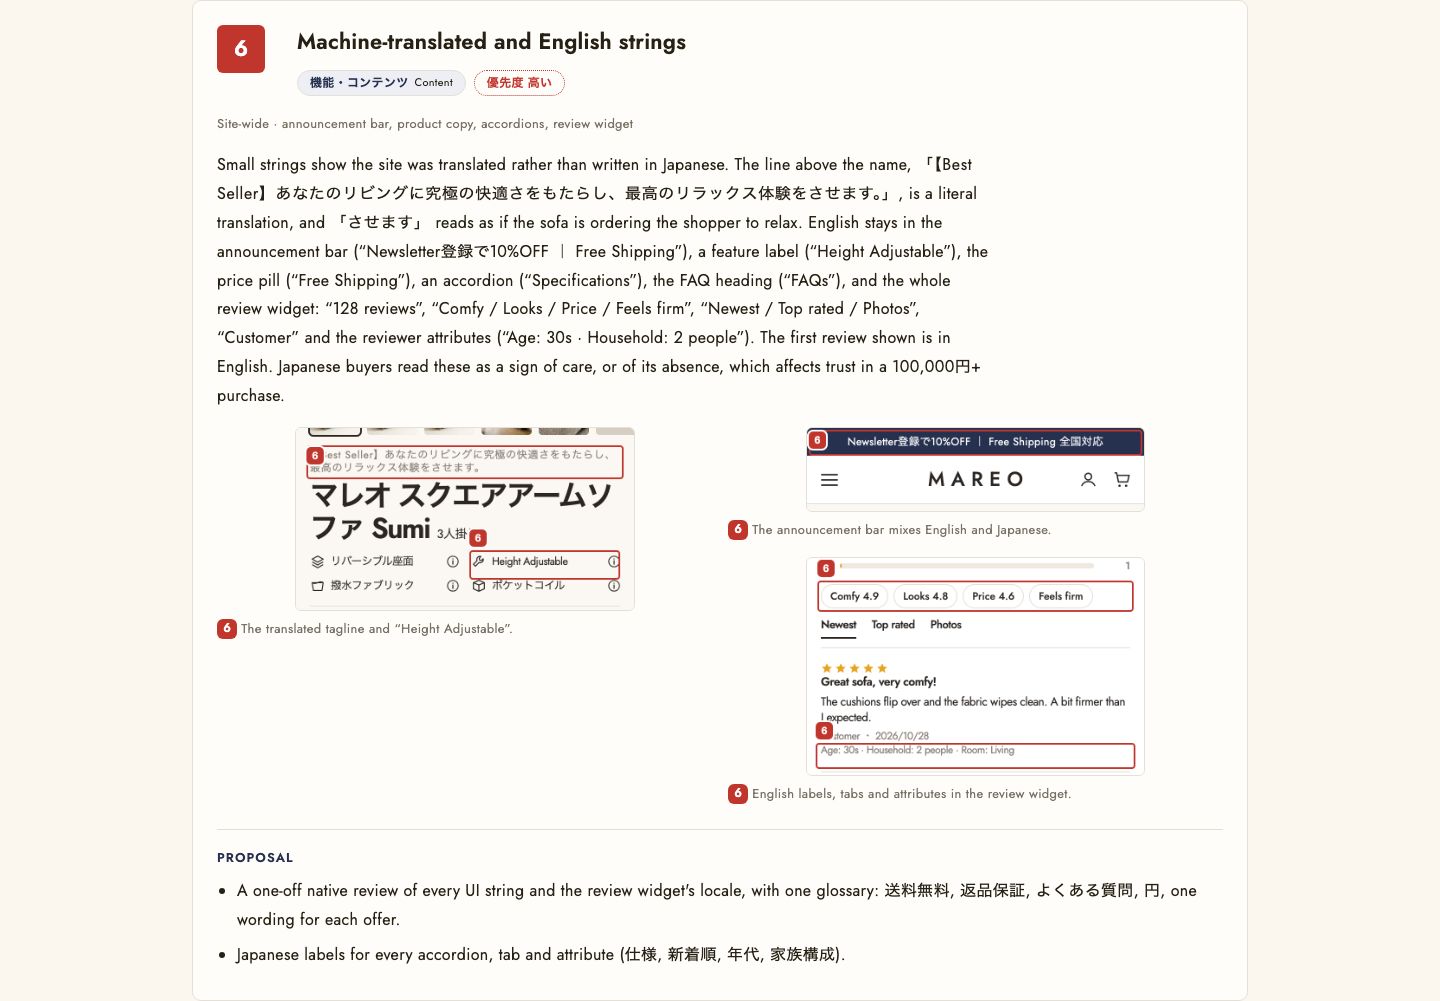 6
Machine-translated and English strings
機能・コンテンツ Content
優先度 高い
Site-wide · announcement bar, product copy, accordions, review widget
Small strings show the site was translated rather than written in Japanese. The line above the name, 「【Best
Seller】あなたのリビングに究極の快適さをもたらし、最高のリラックス体験をさせます。」, is a literal
translation, and 「させます」 reads as if the sofa is ordering the shopper to relax. English stays in the
announcement bar (“Newsletter登録で10%OFF ｜ Free Shipping”), a feature label (“Height Adjustable”), the
price pill (“Free Shipping”), an accordion (“Specifications”), the FAQ heading (“FAQs”), and the whole
review widget: “128 reviews”, “Comfy / Looks / Price / Feels firm”, “Newest / Top rated / Photos”,
“Customer” and the reviewer attributes (“Age: 30s · Household: 2 people”). The first review shown is in
English. Japanese buyers read these as a sign of care, or of its absence, which affects trust in a 100,000円+
purchase.
6
est Seller】あなたのリビングに究極の快適さをもたらし、
最高のリラックス体験をさせます。
マレオ スクエアアームソ
ファ Sumi 3人掛
6
リバーシブル座面
Height Adjustable
撥水ファブリック
ポケットコイル
6 The translated tagline and “Height Adjustable”.
6
Newsletter登録で10%OFF ｜ Free Shipping 全国対応
MAREO
6 The announcement bar mixes English and Japanese.
6
1
Comfy 4.9
Looks 4.8
Price 4.6
Feels firm
Newest Top rated Photos
Great sofa, very comfy!
The cushions flip over and the fabric wipes clean. A bit firmer than
I expected.
6
tomer · 2026/10/28
Age: 30s · Household: 2 people · Room: Living
6 English labels, tabs and attributes in the review widget.
PROPOSAL
• A one-off native review of every UI string and the review widget's locale, with one glossary: 送料無料, 返品保証, よくある質問, 円, one
wording for each offer.
• Japanese labels for every accordion, tab and attribute (仕様, 新着順, 年代, 家族構成).